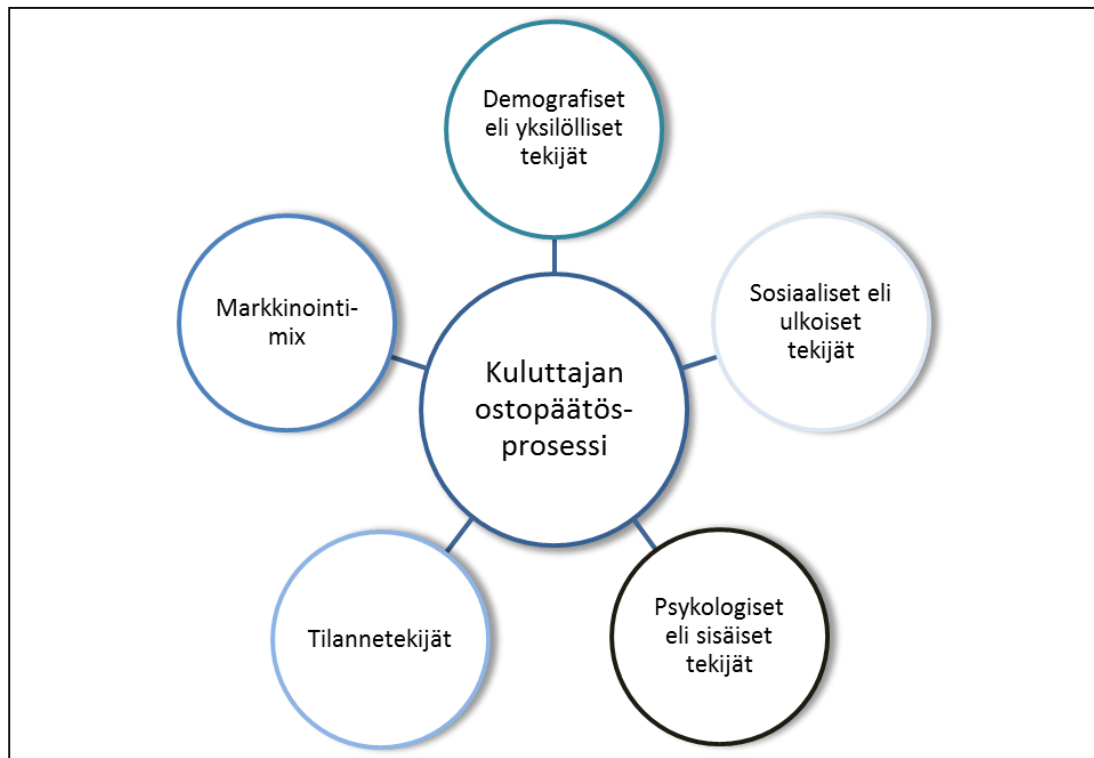 Demografiset
eli yksilölliset
tekijät
Markkinointi-
mix
Sosiaaliset eli
ulkoiset
tekijät
Kuluttajan
ostopäätös-
prosessi
Tilannetekijät
Psykologiset
eli sisäiset
tekijät